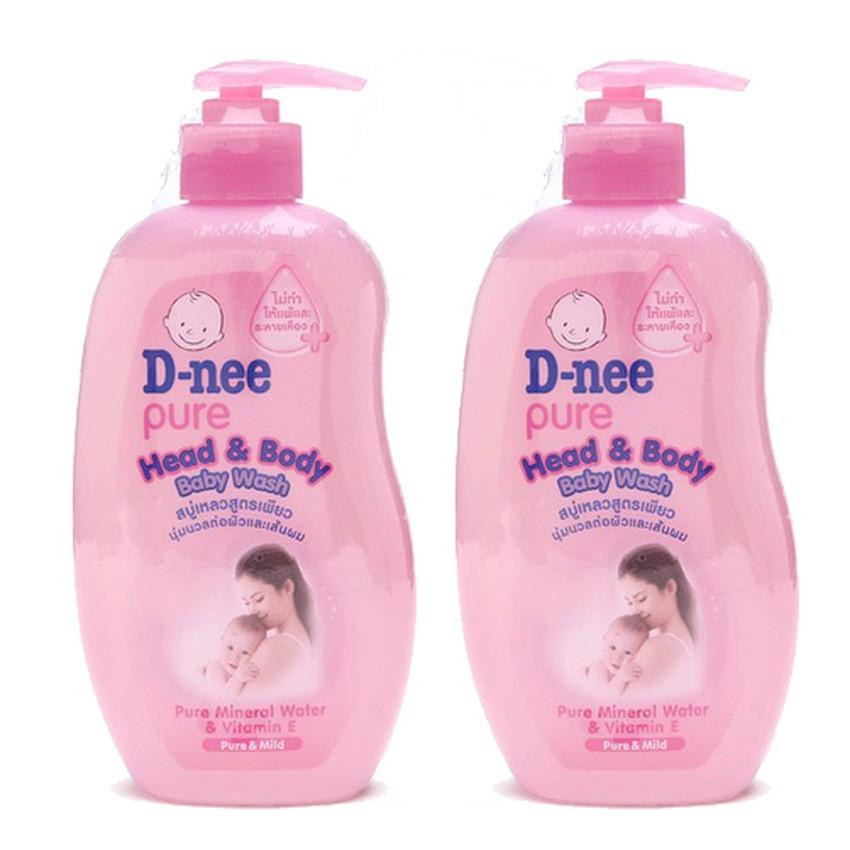 ไม่ทำ
ให้แพ้และ
ระคายเคือง
D-nee
pure
Head & Body
Baby Wash
สบู่เหลวสูตรเพียว
นุ่มนวลต่อผิวและเส้นผม
Pure Mineral Water
& Vitamin E
Pure & Mild
ไม่ทำ
ให้แพ้และ
ระคายเคือง
D-nee
pure
Head & Body
Baby Wash
สบู่เหลวสูตรเพียว
นุ่มนวลต่อผิวและเส้นผม
Pure Mineral Water
& Vitamin E
Pure & Mild